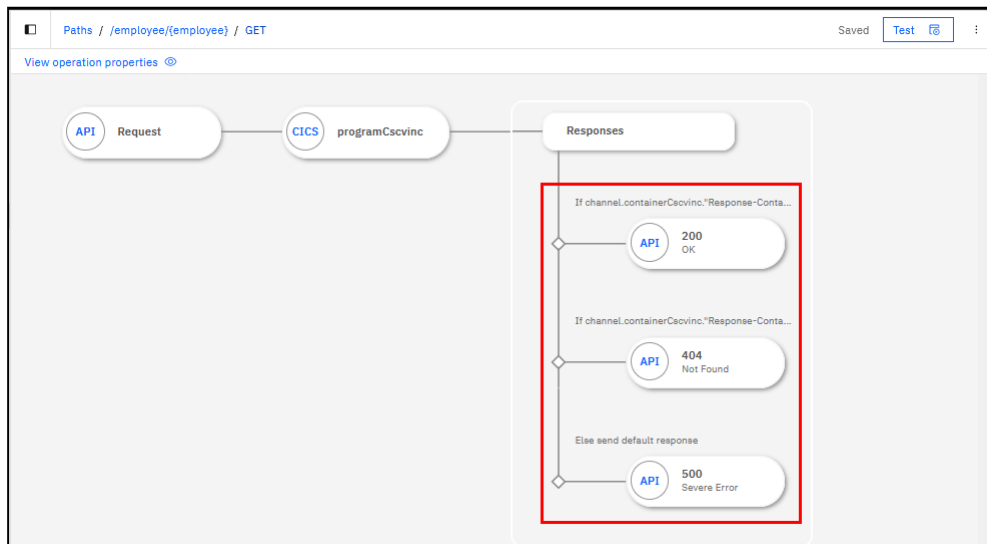 Paths / /employee/{employee} / GET
Saved
Test
View operation properties
API Request
CICS programCscvinc
Responses
If channel.containerCscvinc."Response-Conta...
API 200
OK
If channel.containerCscvinc."Response-Conta...
API 404
Not Found
Else send default response
API 500
Severe Error